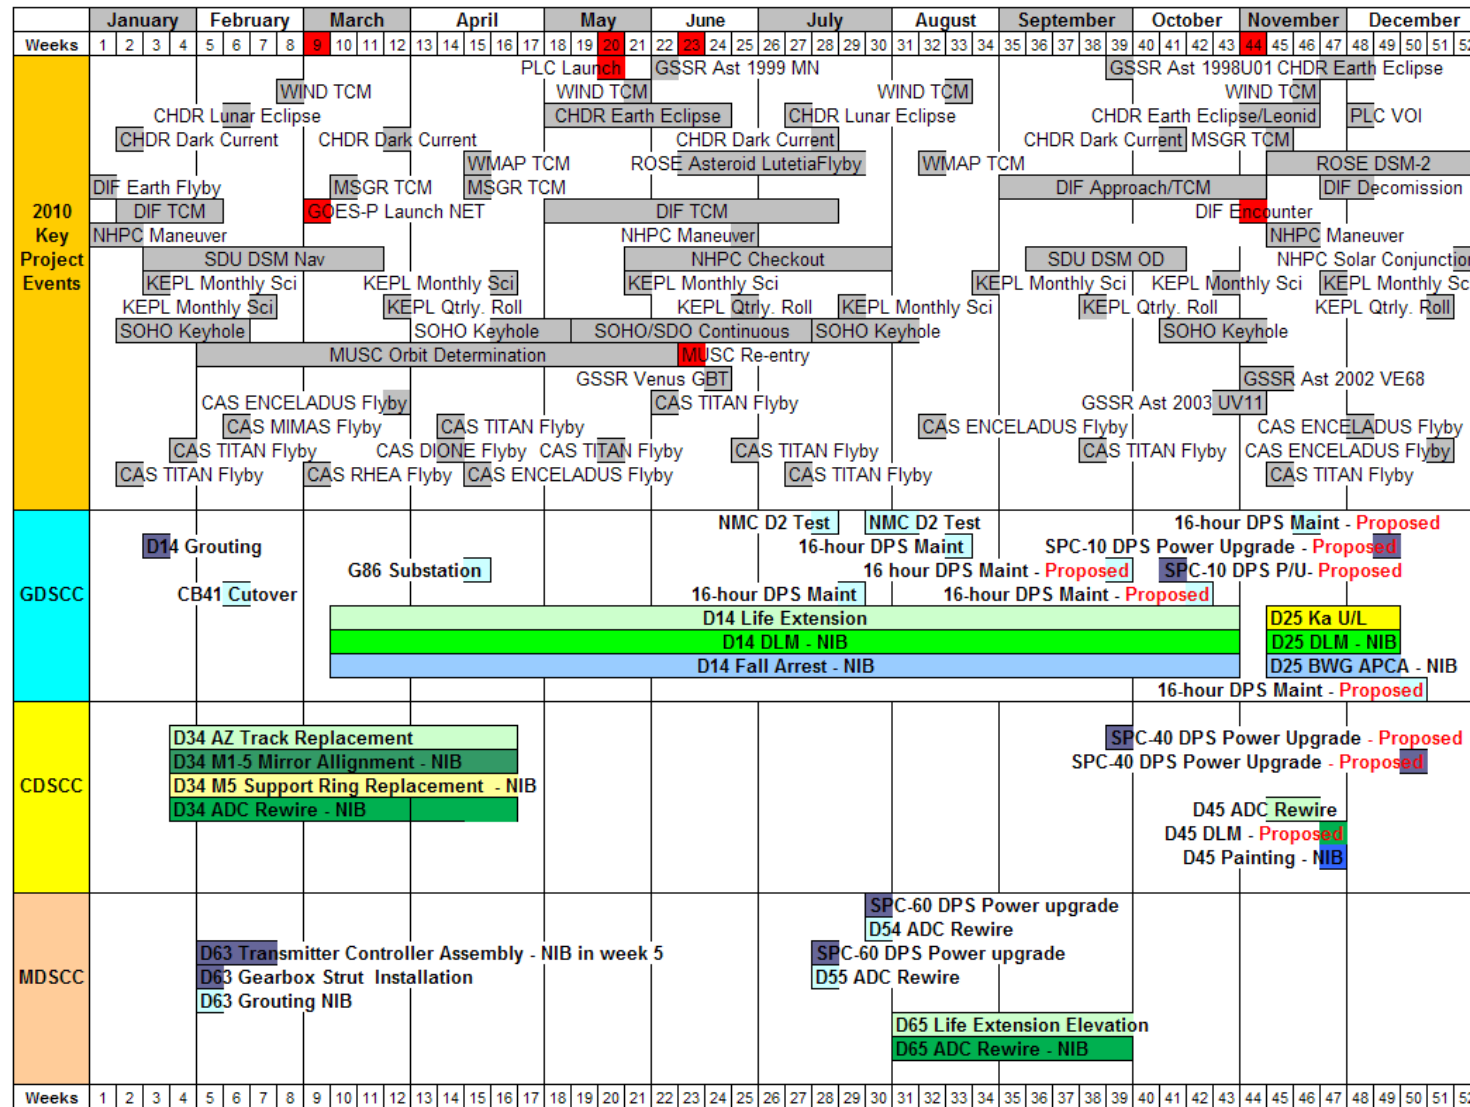 January February March April May June July August September October November December
Weeks 1 2 3 4 5 6 7 8 9 10 11 12 13 14 15 16 17 18 19 20 21 22 23 24 25 26 27 28 29 30 31 32 33 34 35 36 37 38 39 40 41 42 43 44 45 46 47 48 49 50 51 52
2010
Key
Project
Events
PLC Launch GSSR Ast 1999 MN GSSR Ast 1998U01 CHDR Earth Eclipse
WIND TCM WIND TCM WIND TCM WIND TCM
CHDR Lunar Eclipse CHDR Earth Eclipse CHDR Lunar Eclipse CHDR Earth Eclipse/Leonid PLC VOI
CHDR Dark Current CHDR Dark Current CHDR Dark Current CHDR Dark Current MSGR TCM
WMAP TCM ROSE Asteroid LutetiaFlyby WMAP TCM ROSE DSM-2
DIF Earth Flyby MSGR TCM MSGR TCM DIF Approach/TCM DIF Decomission
DIF TCM GOES-P Launch NET DIF TCM DIF Encounter
NHPC Maneuver NHPC Maneuver NHPC Maneuver
SDU DSM Nav NHPC Checkout SDU DSM OD NHPC Solar Conjunction
KEPL Monthly Sci KEPL Monthly Sci KEPL Monthly Sci KEPL Monthly Sci KEPL Monthly Sci KEPL Monthly Sc
KEPL Monthly Sci KEPL Qtrly. Roll KEPL Qtrly. Roll KEPL Monthly Sci KEPL Qtrly. Roll KEPL Qtrly. Roll
SOHO Keyhole SOHO Keyhole SOHO/SDO Continuous SOHO Keyhole SOHO Keyhole
MUSC Orbit Determination MUSC Re-entry
GSSR Venus GBT GSSR Ast 2002 VE68
CAS ENCELADUS Flyby CAS TITAN Flyby GSSR Ast 2003 UV11
CAS MIMAS Flyby CAS TITAN Flyby CAS ENCELADUS Flyby CAS ENCELADUS Flyby
CAS TITAN Flyby CAS DIONE Flyby CAS TITAN Flyby CAS TITAN Flyby CAS TITAN Flyby CAS ENCELADUS Flyby
CAS TITAN Flyby CAS RHEA Flyby CAS ENCELADUS Flyby CAS TITAN Flyby CAS TITAN Flyby
GDSCC
NMC D2 Test NMC D2 Test 16-hour DPS Maint - Proposed
D14 Grouting 16-hour DPS Maint SPC-10 DPS Power Upgrade - Proposed
G86 Substation 16 hour DPS Maint - Proposed SPC-10 DPS P/U- Proposed
CB41 Cutover 16-hour DPS Maint 16-hour DPS Maint - Proposed
D14 Life Extension D25 Ka U/L
D14 DLM - NIB D25 DLM - NIB
D14 Fall Arrest - NIB D25 BWG APCA - NIB
16-hour DPS Maint - Proposed
CDSCC
D34 AZ Track Replacement SPC-40 DPS Power Upgrade - Proposed
D34 M1-5 Mirror Allignment - NIB SPC-40 DPS Power Upgrade - Proposed
D34 M5 Support Ring Replacement - NIB
D34 ADC Rewire - NIB D45 ADC Rewire
D45 DLM - Proposed
D45 Painting - NIB
MDSCC
SPC-60 DPS Power upgrade
D54 ADC Rewire
D63 Transmitter Controller Assembly - NIB in week 5 SPC-60 DPS Power upgrade
D63 Gearbox Strut Installation D55 ADC Rewire
D63 Grouting NIB
D65 Life Extension Elevation
D65 ADC Rewire - NIB
Weeks 1 2 3 4 5 6 7 8 9 10 11 12 13 14 15 16 17 18 19 20 21 22 23 24 25 26 27 28 29 30 31 32 33 34 35 36 37 38 39 40 41 42 43 44 45 46 47 48 49 50 51 52